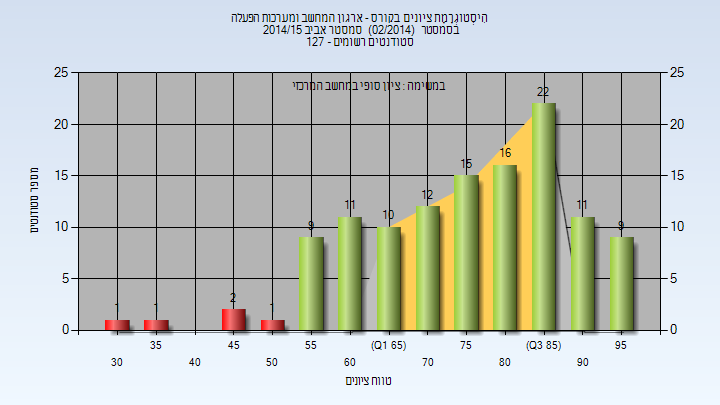 הִיסְטוֹגְרָמַת ציונים בקורס - ארגון המחשב ומערכות הפעלה
בסמסטר (02/2014) סמסטר אביב 2014/15
סטודנטים רשומים - 127
במשימה : ציון סופי במחשב המרכזי
25 25
20 20
15 15
10 10
5 5
0 0
מספר סטודנטים
1 1 2 1 9 11 10 12 15 16 22 11 9
35 45 55 (Q1 65) 75 (Q3 85) 95
30 40 50 60 70 80 90
טווח ציונים